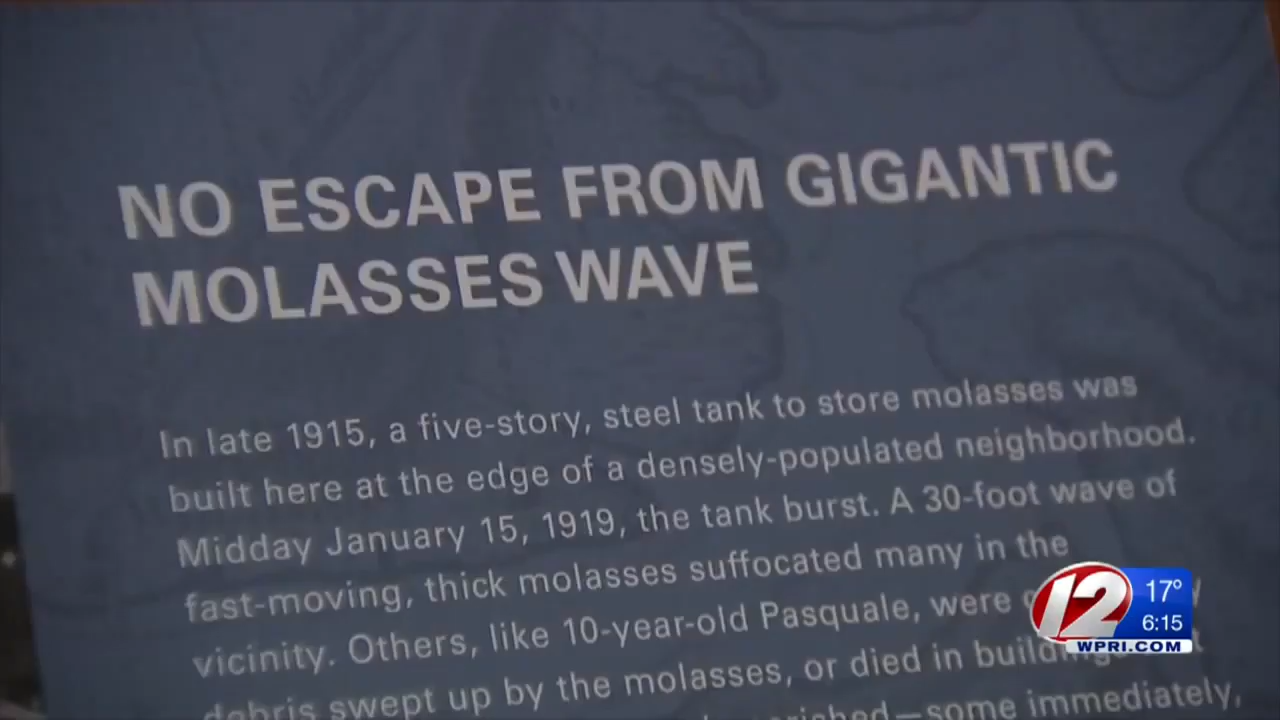 NO ESCAPE FROM GIGANTIC
MOLASSES WAVE
In late 1915, a five-story, steel tank to store molasses was
built here at the edge of a densely-populated neighborhood.
Midday January 15, 1919, the tank burst. A 30-foot wave of
fast-moving, thick molasses suffocated many in the
vicinity. Others, like 10-year-old Pasquale, were
debris swept up by the molasses, or died in
some immediately,
12
17°
6:15
WPRI.COM